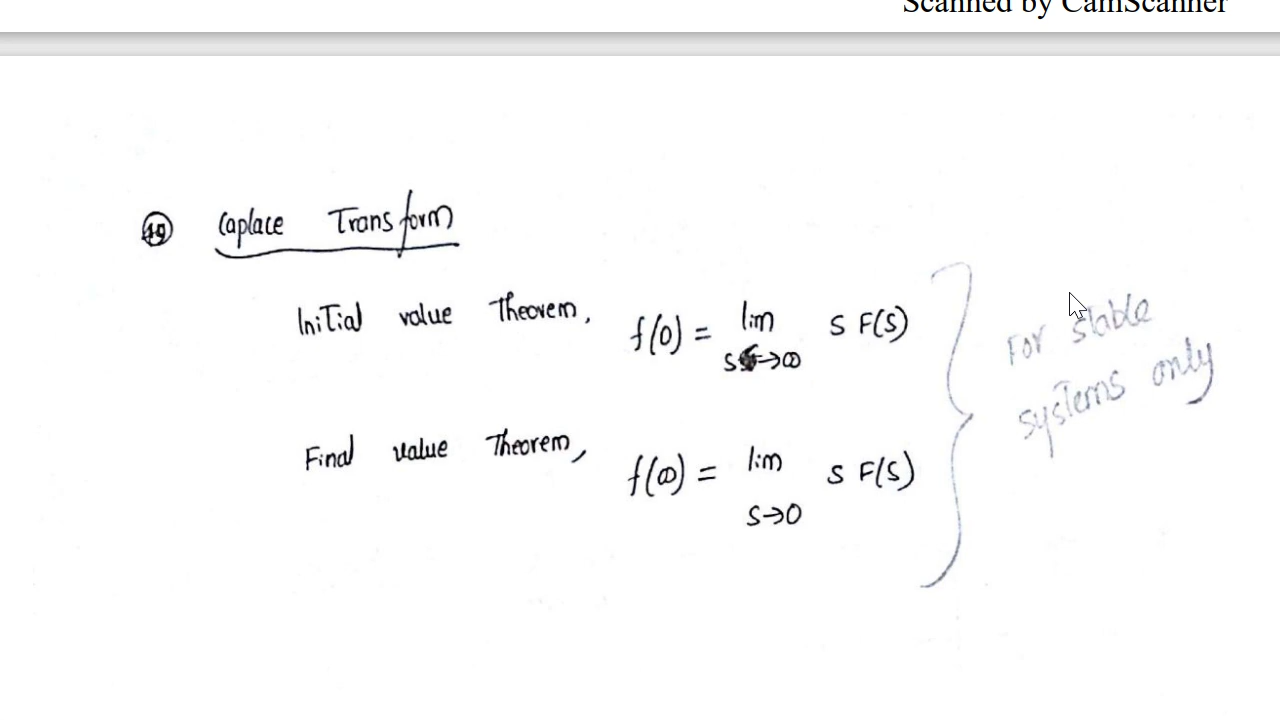 Scanned by CamScanner
19 Laplace Transform
Initial value Theorem, f(0) = lim S F(S)
S→∞
For stable
systems only
Final value Theorem, f(∞) = lim S F(S)
S→0